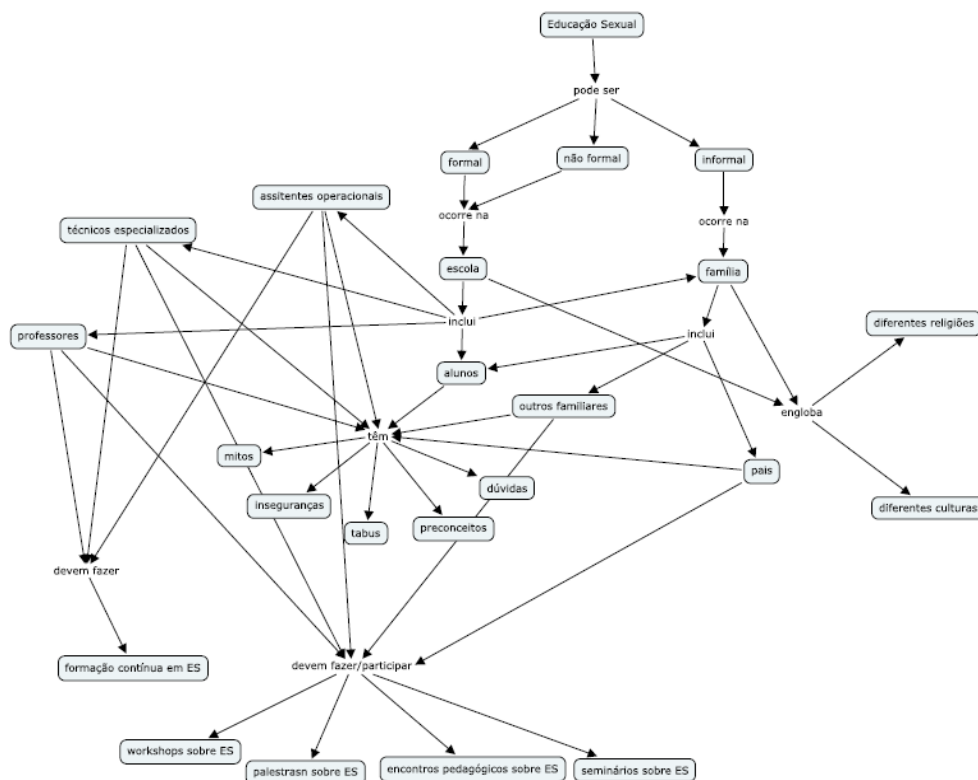 Educação Sexual
pode ser
formal
não formal
informal
assitentes operacionais
ocorre na
ocorre na
técnicos especializados
escola
família
inclui
diferentes religiões
professores
inclui
alunos
outros familiares
engloba
têm
mitos
pais
dúvidas
inseguranças
diferentes culturas
tabus
preconceitos
devem fazer
formação contínua em ES
devem fazer/participar
workshops sobre ES
palestrasn sobre ES
encontros pedagógicos sobre ES
seminários sobre ES